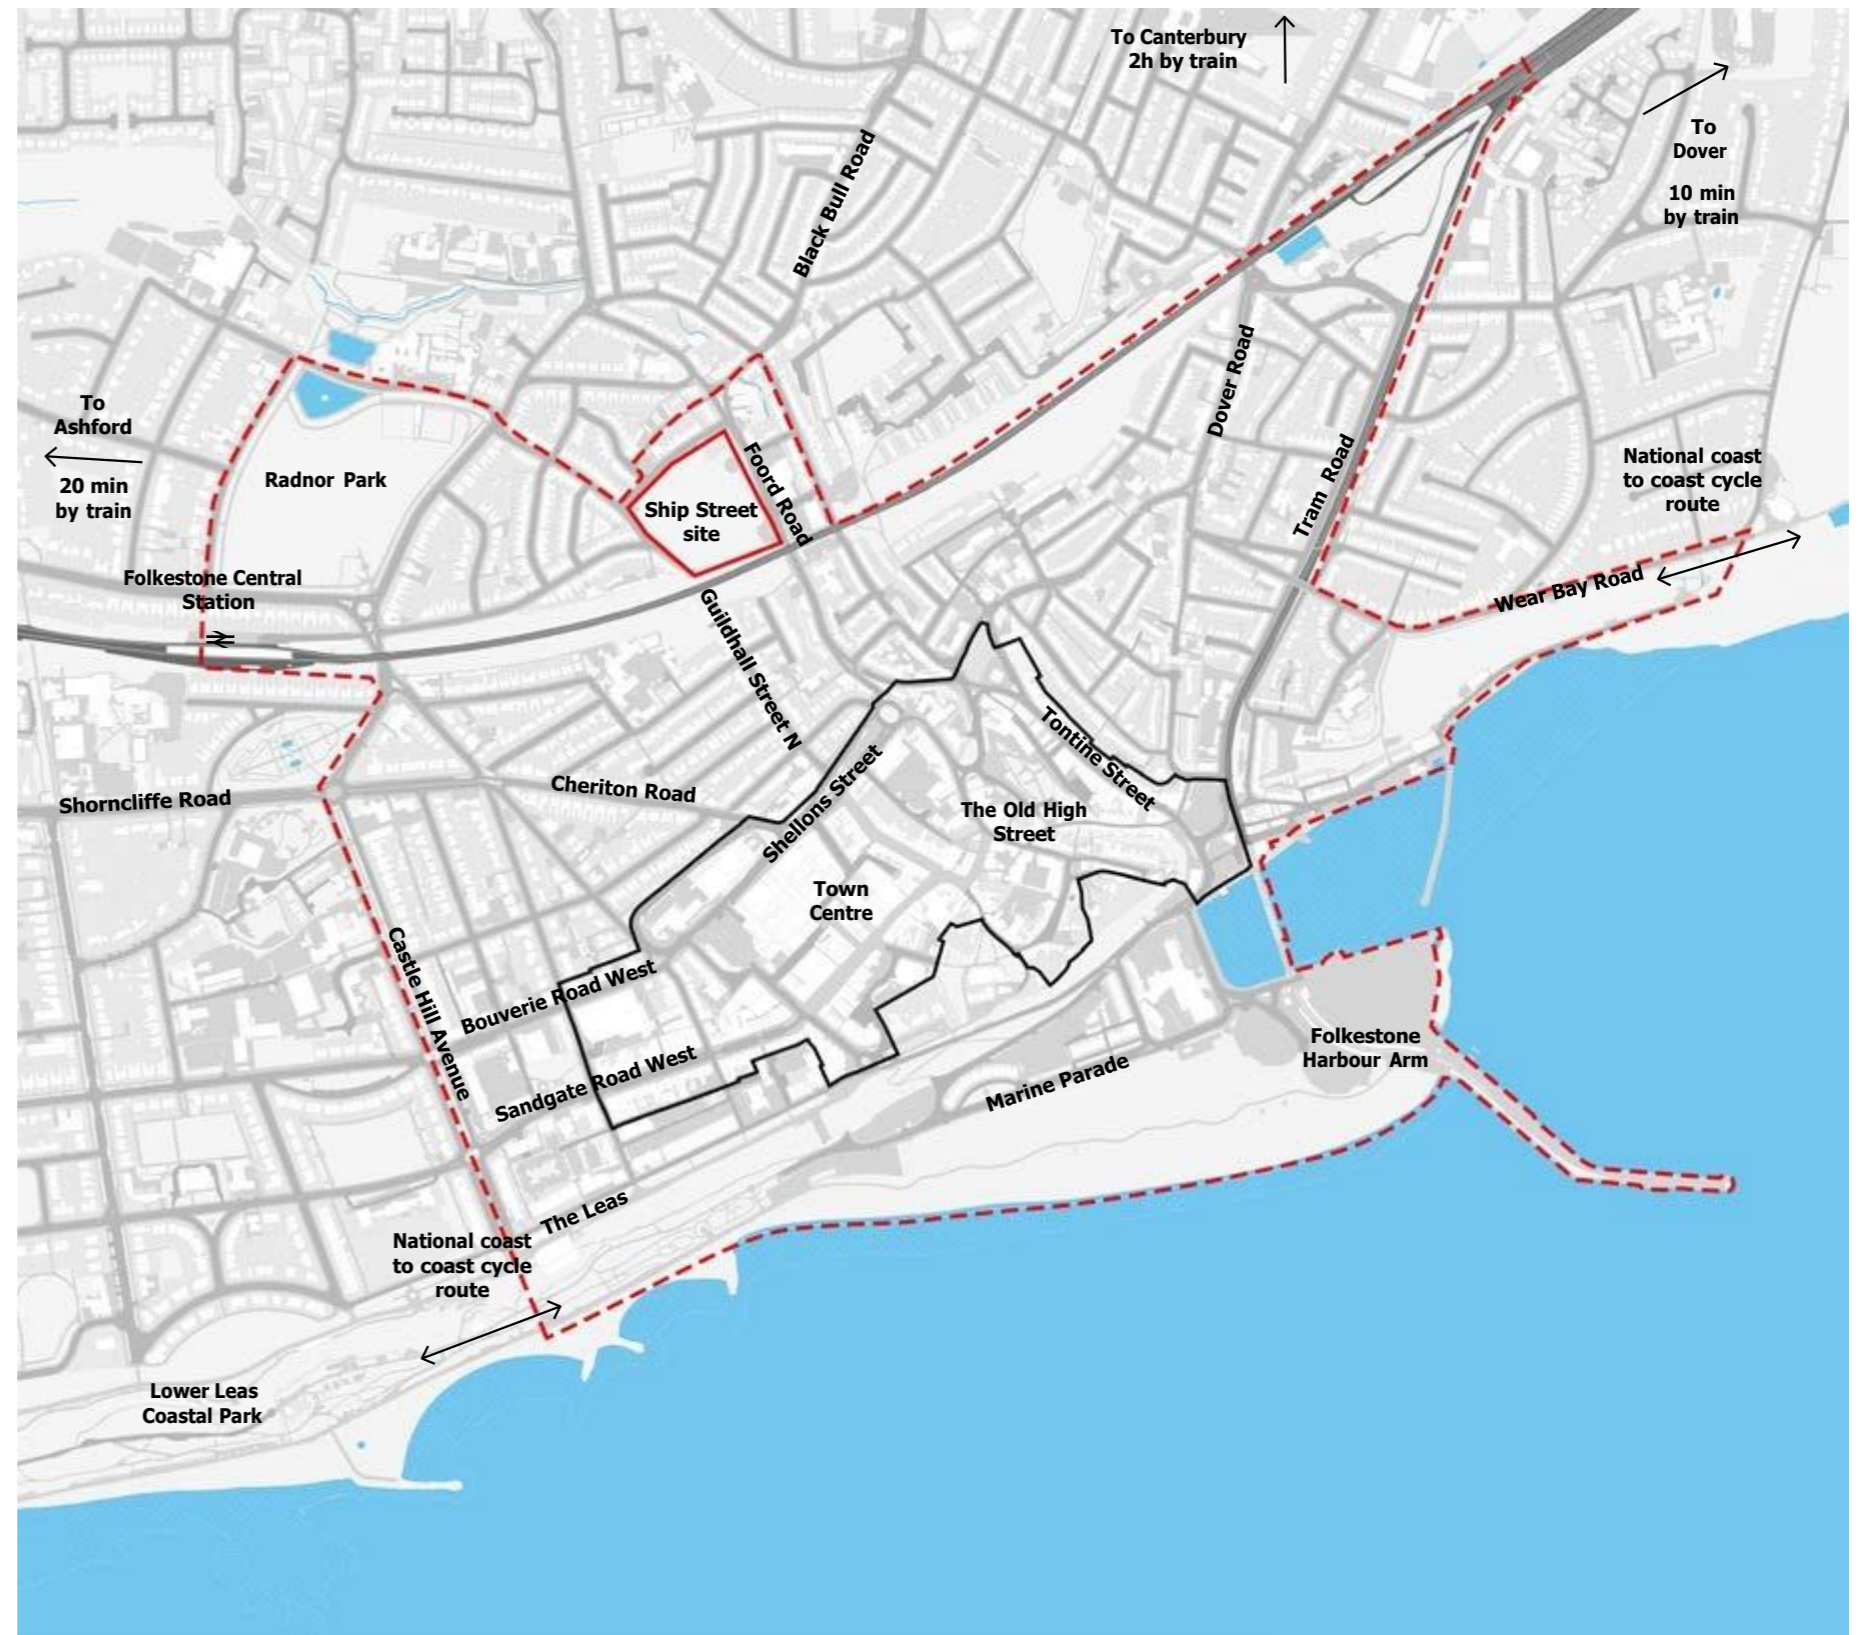 To Canterbury
2h by train
To
Dover
10 min
by train
Black Bull Road
Dover Road
To
Ashford
20 min
by train
Radnor Park
Foord Road
Ship Street
site
Tram Road
National coast
to coast cycle
route
Folkestone Central
Station
Wear Bay Road
Guildhall Street N
Tontine Street
Shorncliffe Road
Cheriton Road
Shellons Street
The Old High
Street
Town
Centre
Castle Hill Avenue
Bouverie Road West
Sandgate Road West
Folkestone
Harbour Arm
Marine Parade
The Leas
National coast
to coast cycle
route
Lower Leas
Coastal Park